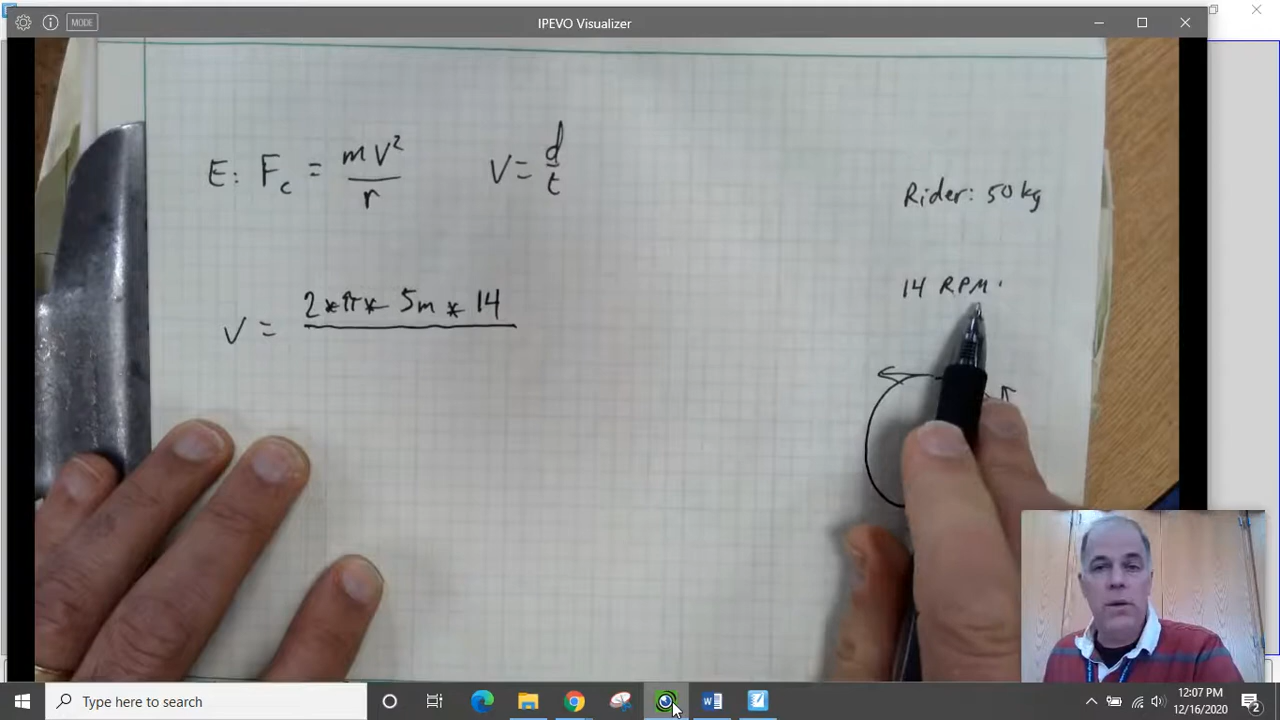 MODE
IPEVO Visualizer
E: Fc = mv²/r V = d/t
Rider: 50 kg
14 RPM.
V = 2*π* 5m * 14
Type here to search
12:07 PM
12/16/2020
2